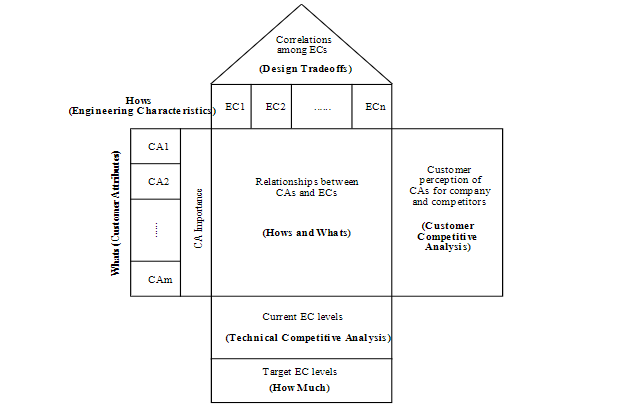 Correlations
among ECs
(Design Tradeoffs)
Hows
(Engineering Characteristics)
EC1
EC2
......
ECn
Whats (Customer Attributes)
CA1
CA2
......
CAm
CA Importance
Relationships between
CAs and ECs
(Hows and Whats)
Customer
perception of
CAs for company
and competitors
(Customer
Competitive
Analysis)
Current EC levels
(Technical Competitive Analysis)
Target EC levels
(How Much)